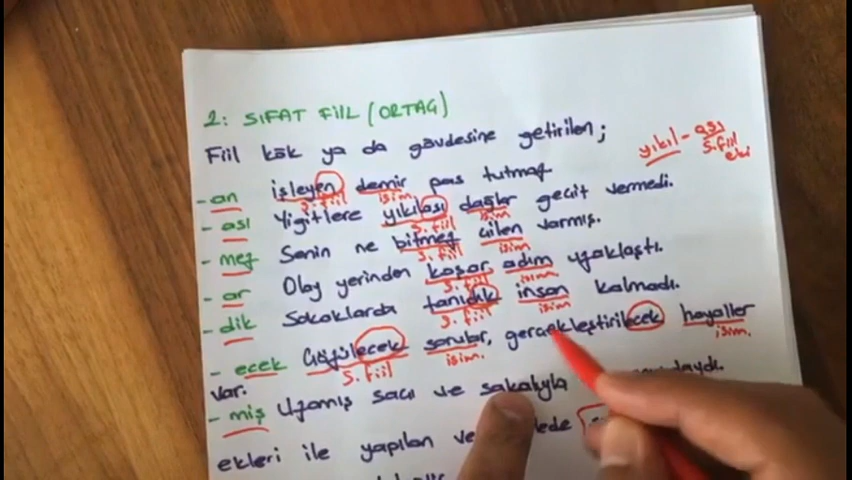 2: SIFAT FİİL (ORTAÇ)
Fiil kök ya da gövdesine getirilen;
yıkıl - ası
s.fiil
eki
- an işleyen demir pas tutmaz
s.fiil isim
- ası Yiğitlere yıkılası dağlar geçit vermedi.
s.fiil isim
- mez Senin ne bitmez çilen varmış.
s.fiil isim
- ar Olay yerinden koşar adım uzaklaştı.
s.fiil isim.
- dik Sokaklarda tanıdık insan kalmadı.
s.fiil isim
- ecek Çözülecek sorular, gerçekleştirilecek hayaller
s.fiil isim. isim.
var.
- miş Uzamış saçı ve sakalıyla
ekleri ile yapılan ve